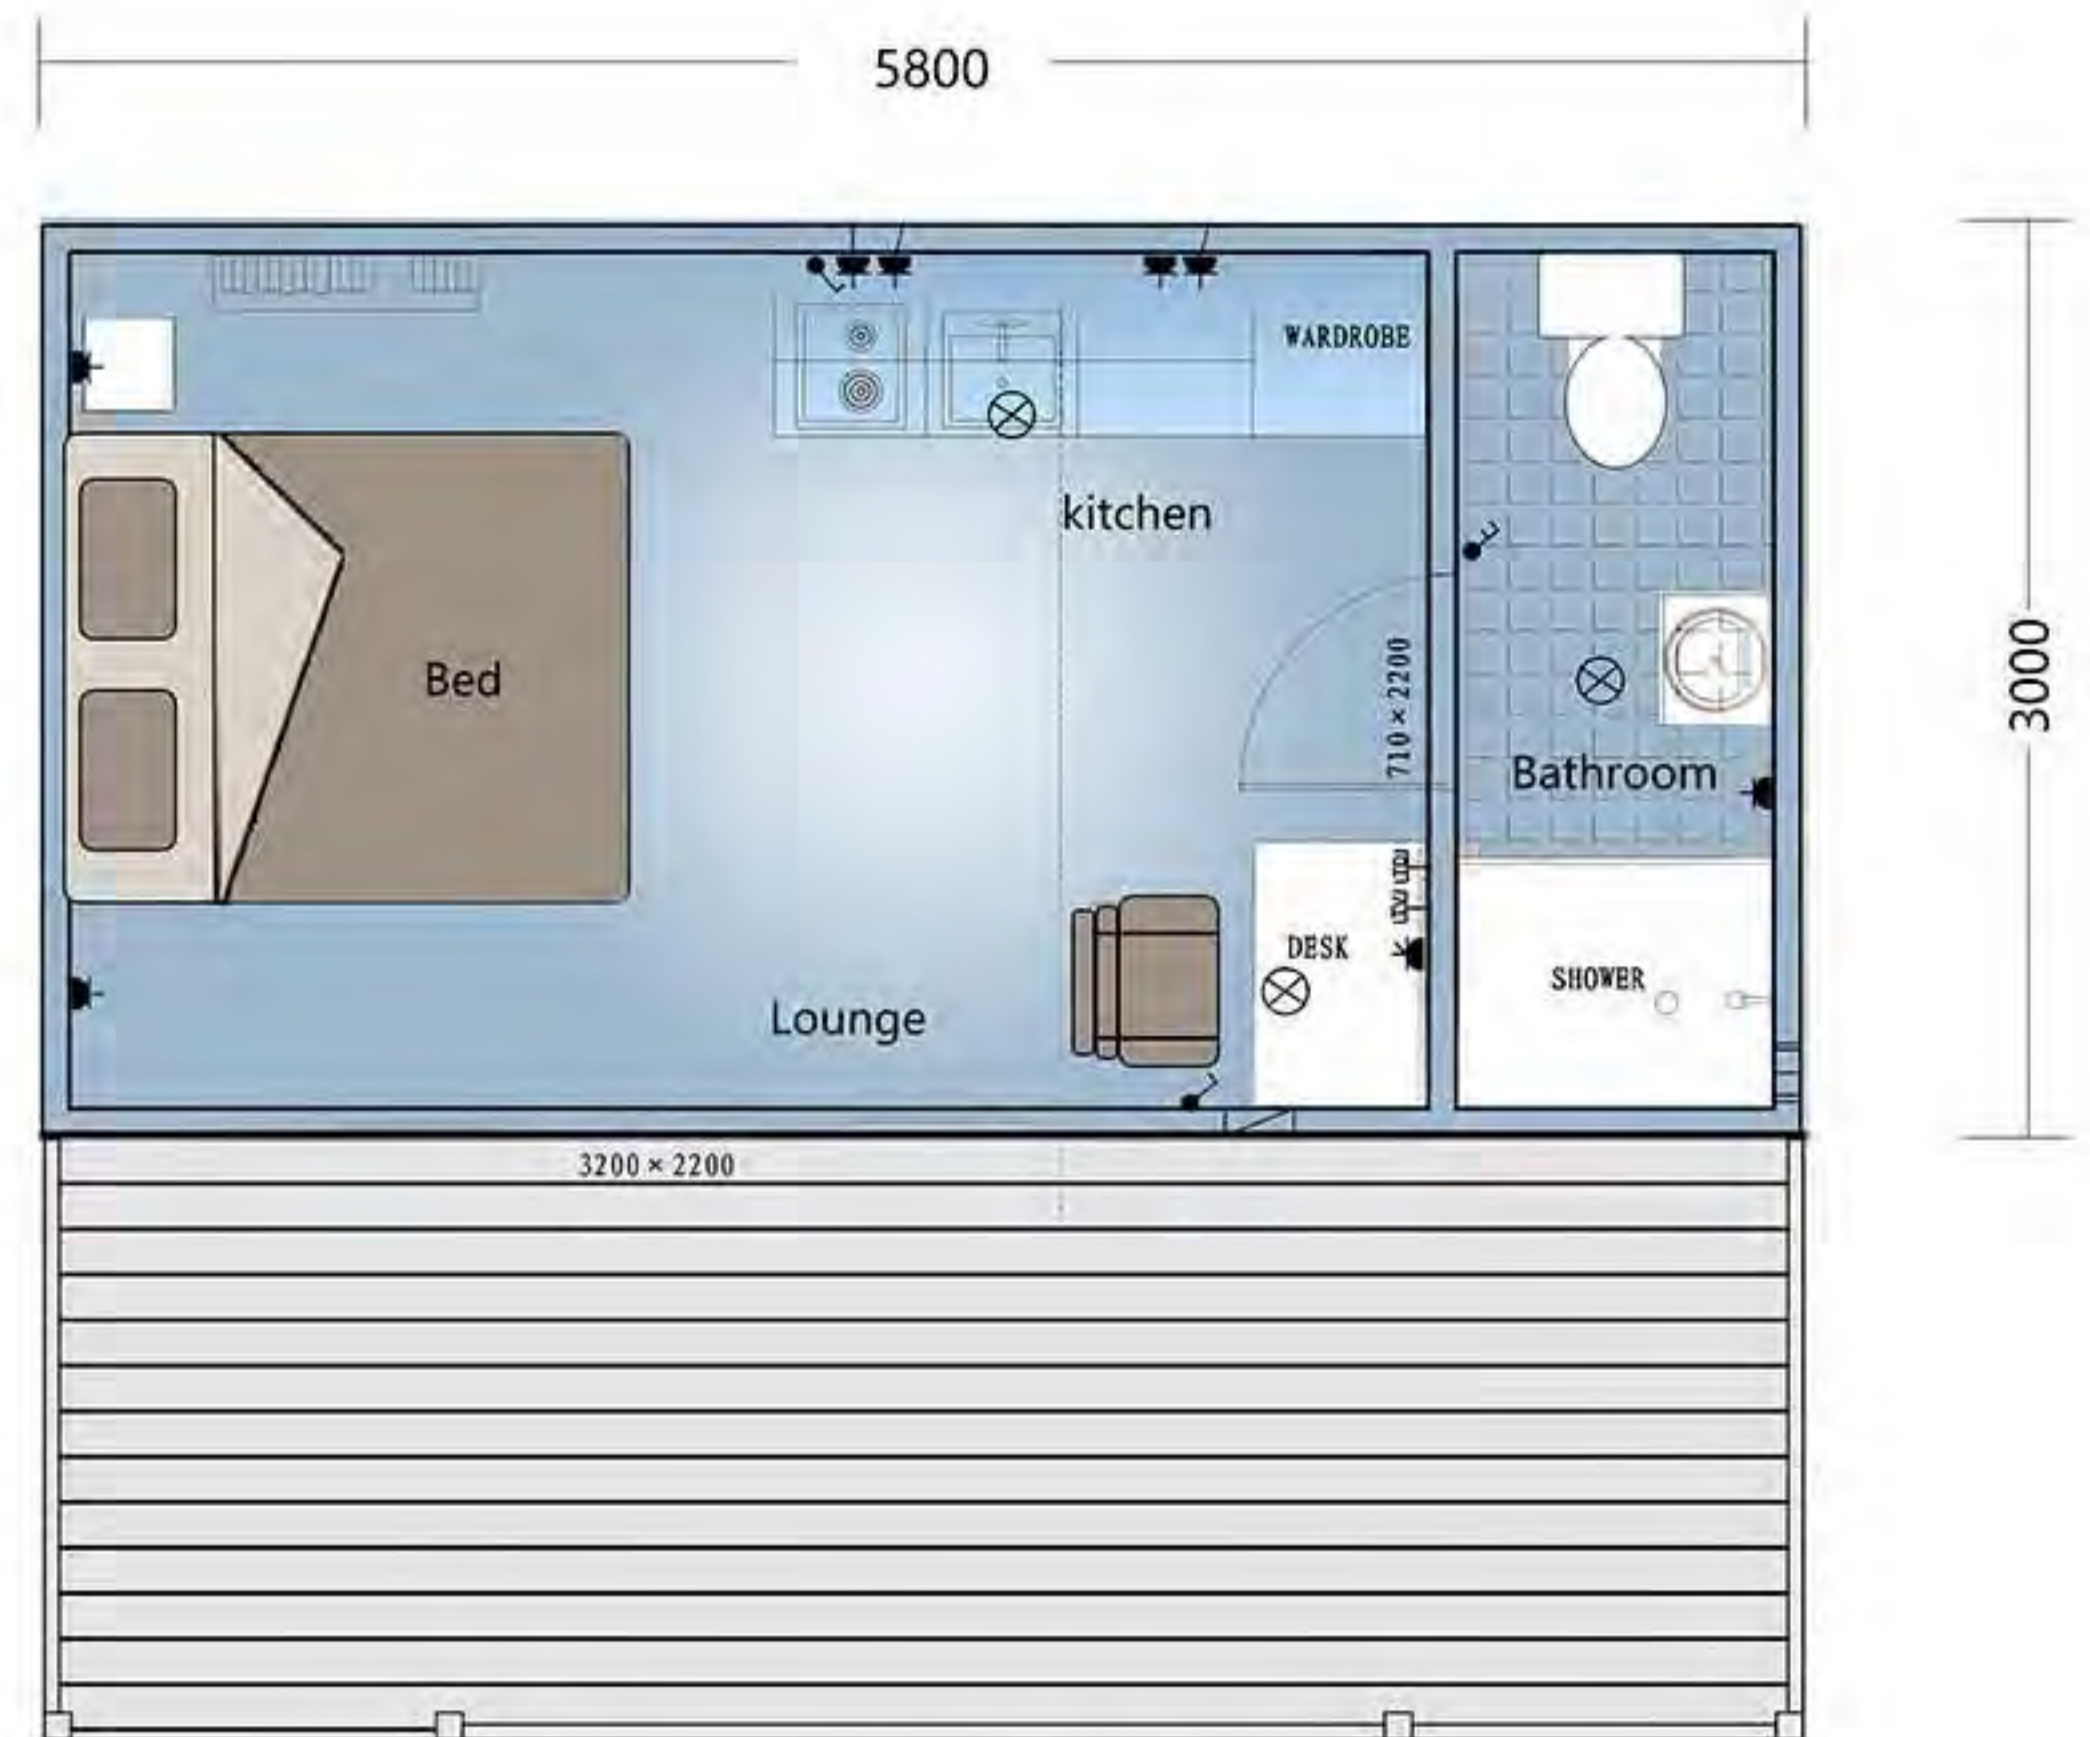 5800
WARDROBE
kitchen
3000
710×2200
Bed
Bathroom
DESK
SHOWER
Lounge
3200×2200